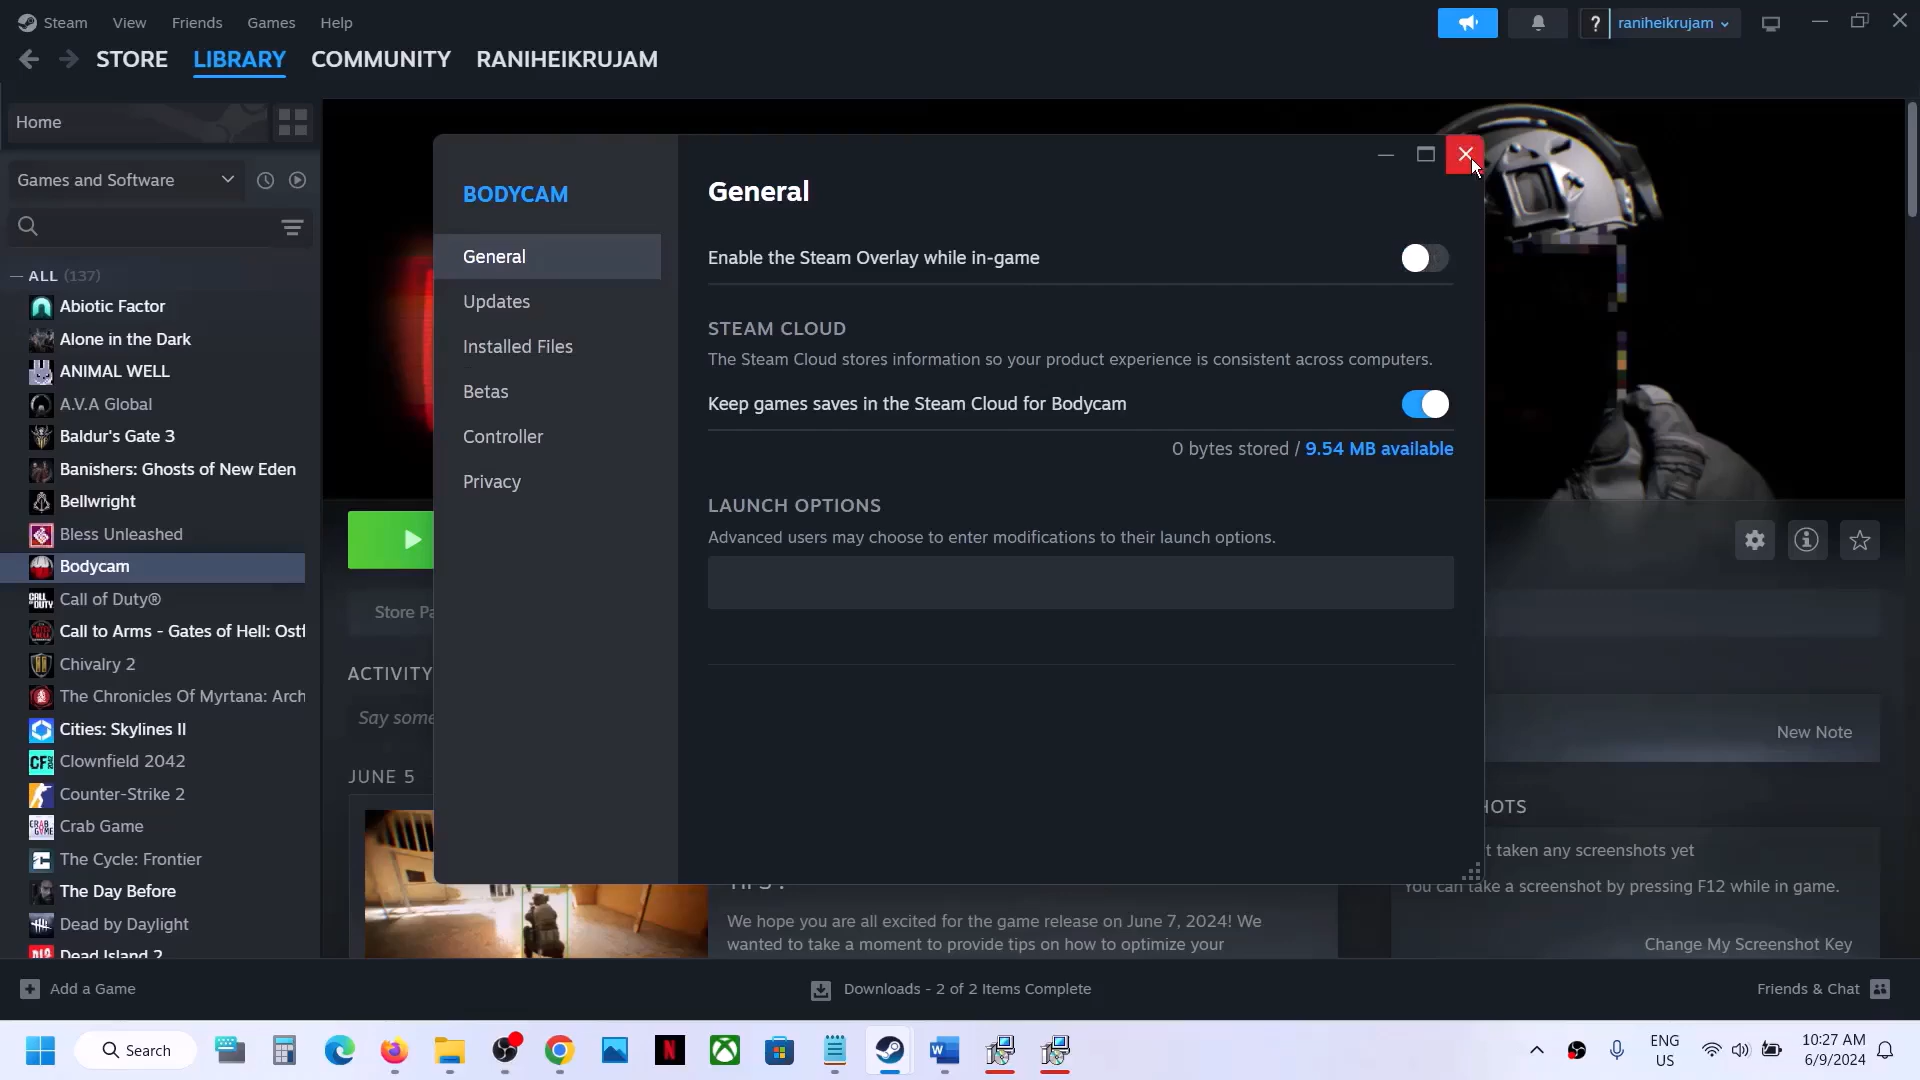 Steam View Friends Games Help
? raniheikrujam
STORE LIBRARY COMMUNITY RANIHEIKRUJAM
Home
Games and Software
ALL (137)
Abiotic Factor
Alone in the Dark
ANIMAL WELL
A.V.A Global
Baldur's Gate 3
Banishers: Ghosts of New Eden
Bellwright
Bless Unleashed
Bodycam
Call of Duty®
Call to Arms - Gates of Hell: Ostf
Chivalry 2
The Chronicles Of Myrtana: Arch
Cities: Skylines II
Clownfield 2042
Counter-Strike 2
Crab Game
The Cycle: Frontier
The Day Before
Dead by Daylight
Dead Island 2
BODYCAM
General
Updates
Installed Files
Betas
Controller
Privacy
General
Enable the Steam Overlay while in-game
STEAM CLOUD
The Steam Cloud stores information so your product experience is consistent across computers.
Keep games saves in the Steam Cloud for Bodycam
0 bytes stored / 9.54 MB available
LAUNCH OPTIONS
Advanced users may choose to enter modifications to their launch options.
Store Pa
ACTIVITY
Say some
JUNE 5
We hope you are all excited for the game release on June 7, 2024! We
wanted to take a moment to provide tips on how to optimize your
New Note
HOTS
t taken any screenshots yet
You can take a screenshot by pressing F12 while in game.
Change My Screenshot Key
Add a Game
Downloads - 2 of 2 Items Complete
Friends & Chat
Search
ENG
US
10:27 AM
6/9/2024